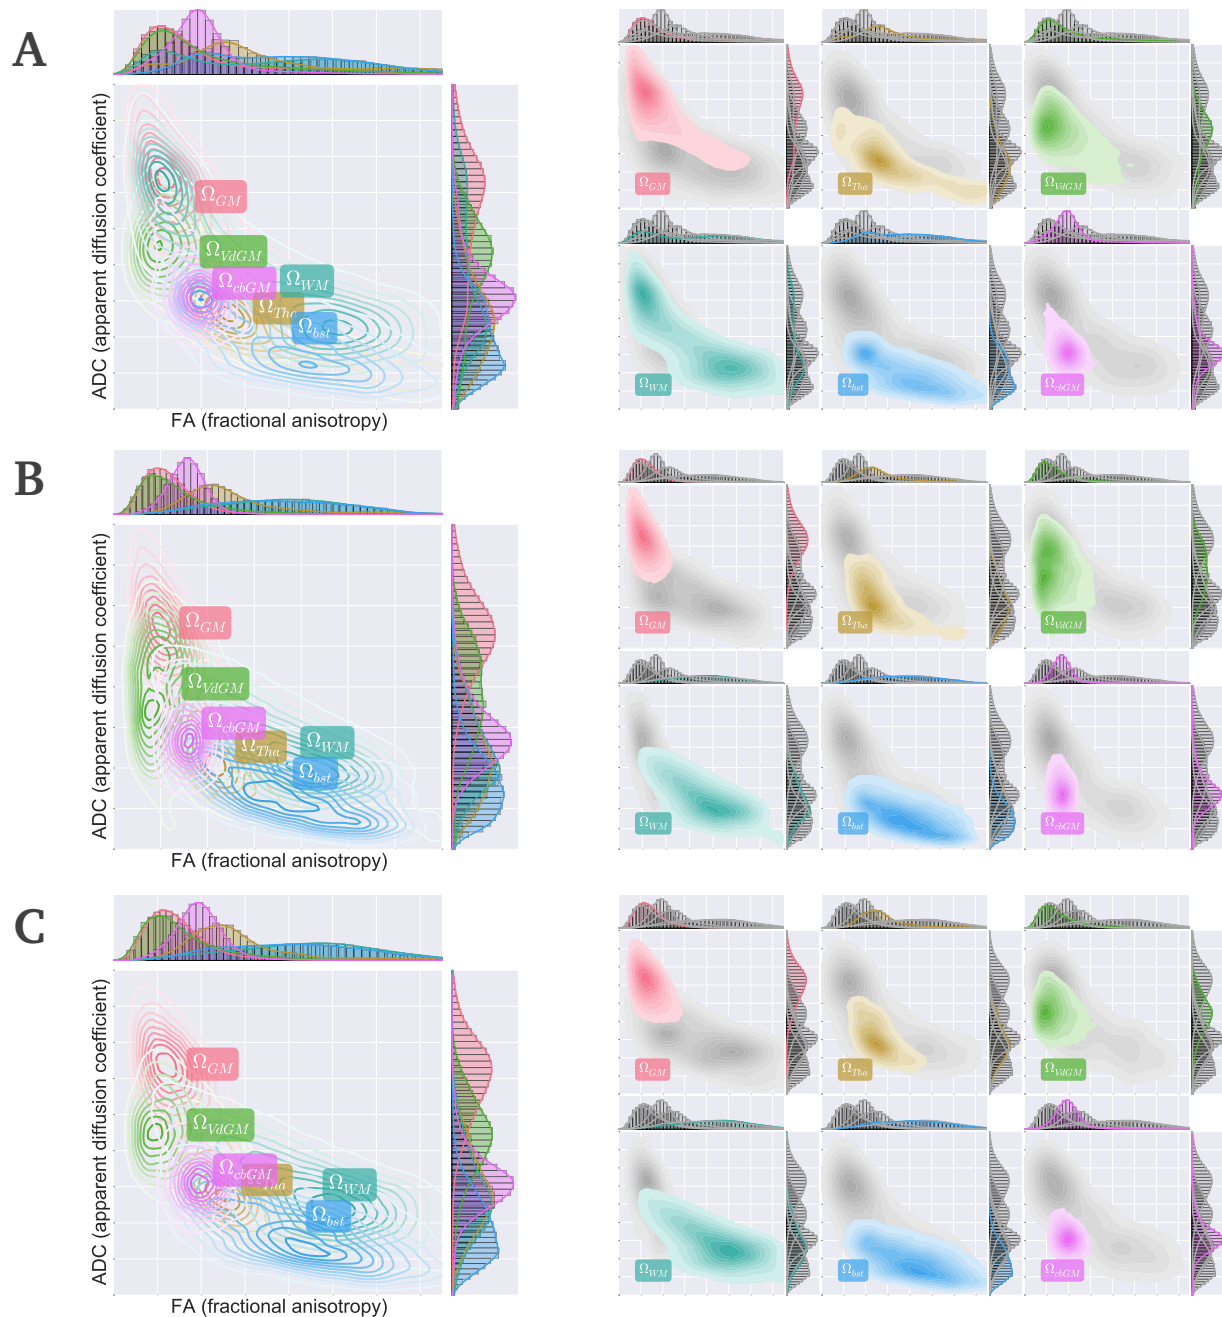 A
ADC (apparent diffusion coefficient)
Ω_GM
Ω_VdGM
Ω_cbGM
Ω_WM
Ω_Tha
Ω_bst
FA (fractional anisotropy)
Ω_GM
Ω_Tha
Ω_VdGM
Ω_WM
Ω_bst
Ω_cbGM
B
ADC (apparent diffusion coefficient)
Ω_GM
Ω_VdGM
Ω_cbGM
Ω_Tha
Ω_WM
Ω_bst
FA (fractional anisotropy)
Ω_GM
Ω_Tha
Ω_VdGM
Ω_WM
Ω_bst
Ω_cbGM
C
ADC (apparent diffusion coefficient)
Ω_GM
Ω_VdGM
Ω_cbGM
Ω_WM
Ω_bst
FA (fractional anisotropy)
Ω_GM
Ω_Tha
Ω_VdGM
Ω_WM
Ω_bst
Ω_cbGM